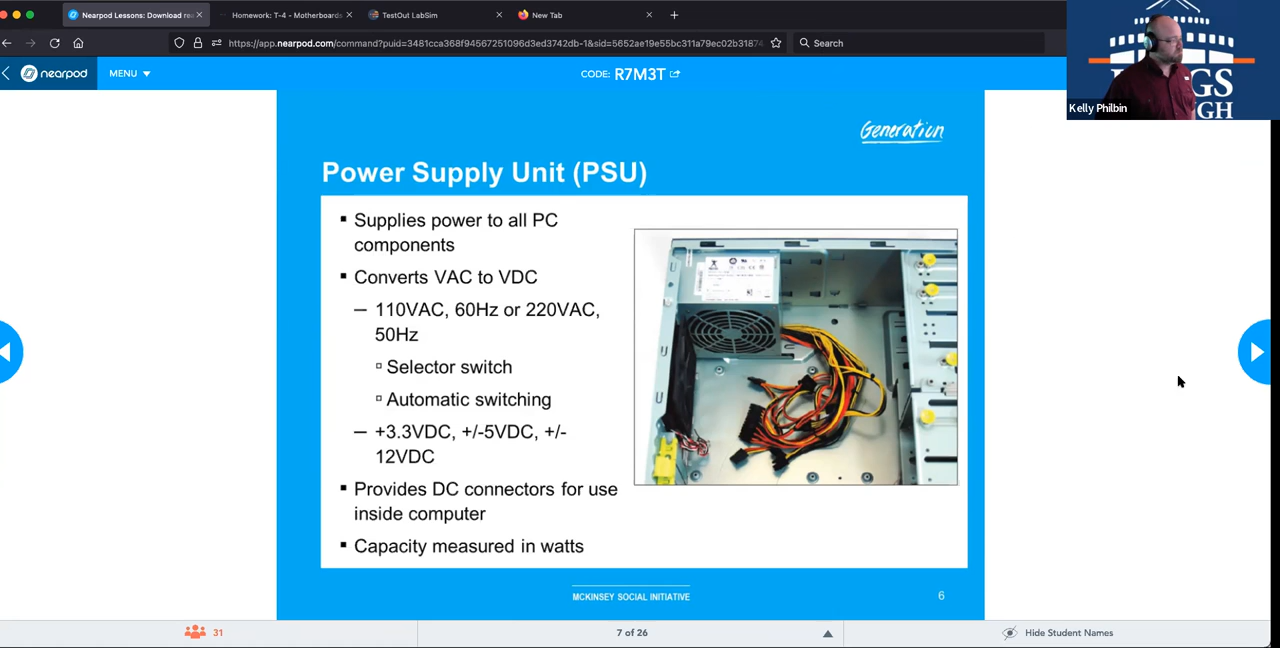 Nearpod Lessons: Download rea
Homework: T-4 - Motherboards
TestOut LabSim
New Tab
https://app.nearpod.com/command?puid=3481cca368f94567251096d3ed3742db-1&sid=5652ae19e55bc311a79ec02b31874
Search
nearpod
MENU
CODE: R7M3T
Kelly Philbin
Generation
Power Supply Unit (PSU)
▪ Supplies power to all PC
components
▪ Converts VAC to VDC
– 110VAC, 60Hz or 220VAC,
50Hz
▫ Selector switch
▫ Automatic switching
– +3.3VDC, +/-5VDC, +/-
12VDC
▪ Provides DC connectors for use
inside computer
▪ Capacity measured in watts
MCKINSEY SOCIAL INITIATIVE
6
31
7 of 26
Hide Student Names